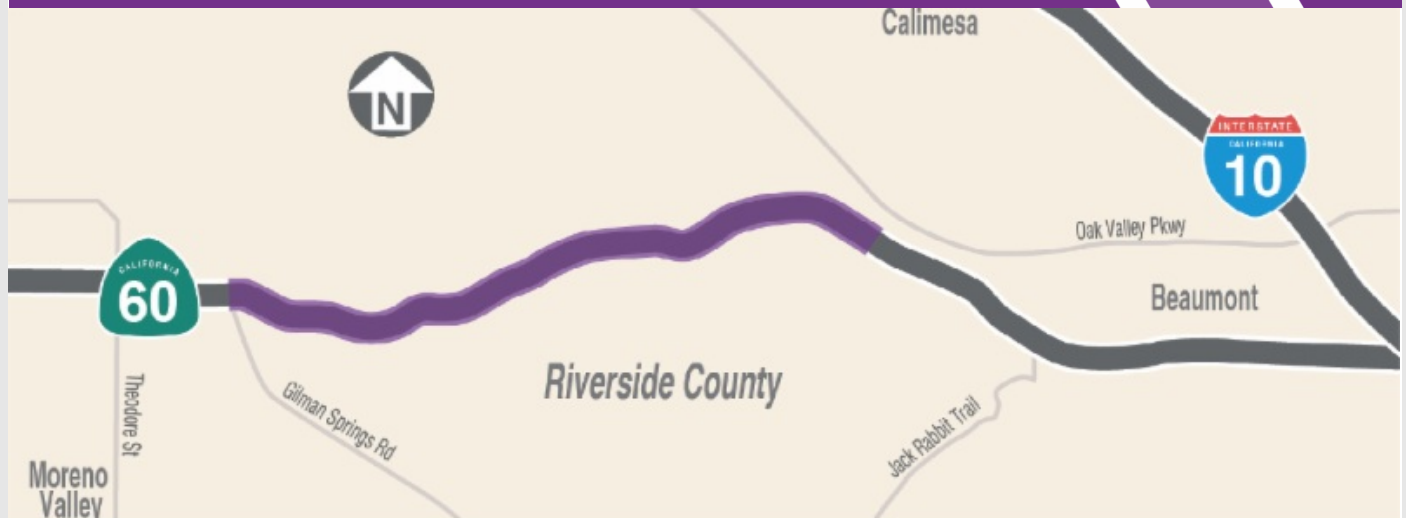 Calimesa
N
INTERSTATE
CALIFORNIA
10
Oak Valley Pkwy
CALIFORNIA
60
Beaumont
Riverside County
Theodore St
Gilman Springs Rd
Jack Rabbit Trail
Moreno
Valley